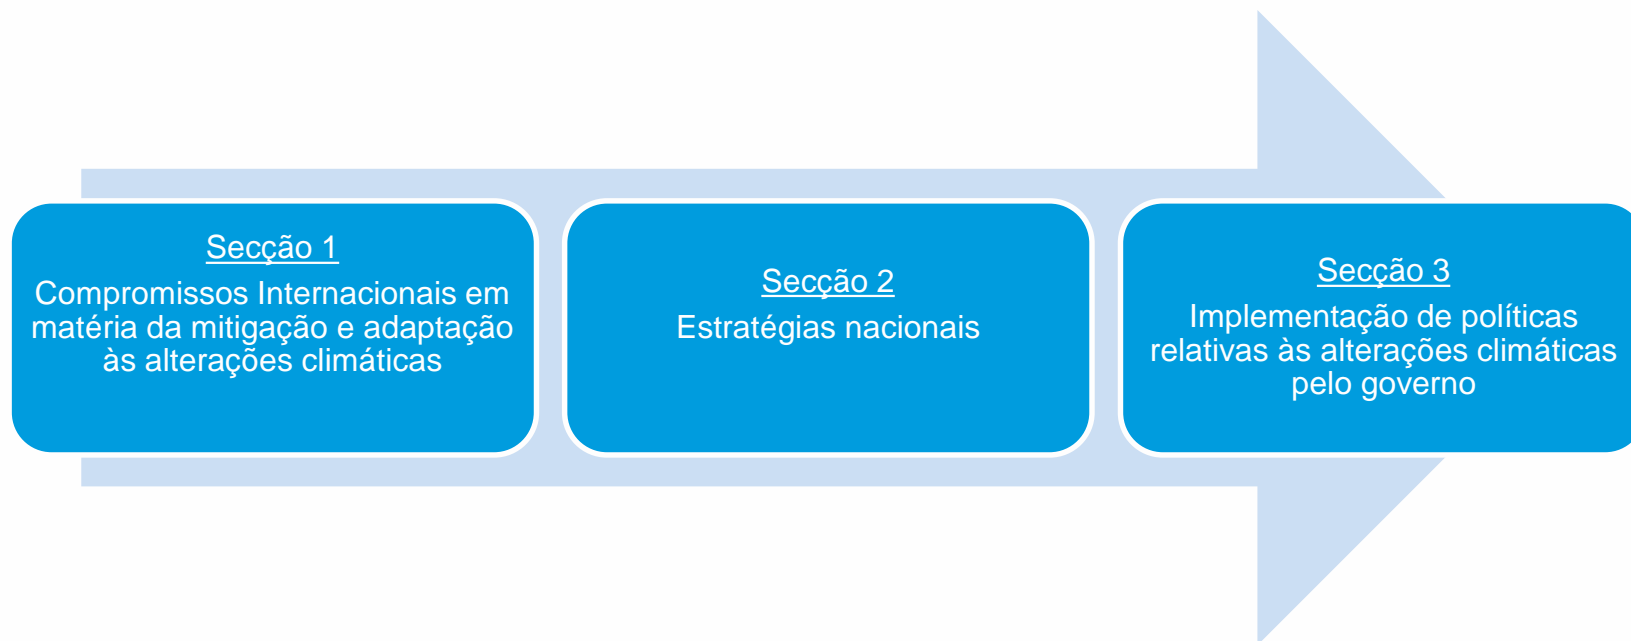 Secção 1
Compromissos Internacionais em
matéria da mitigação e adaptação
às alterações climáticas
Secção 2
Estratégias nacionais
Secção 3
Implementação de políticas
relativas às alterações climáticas
pelo governo